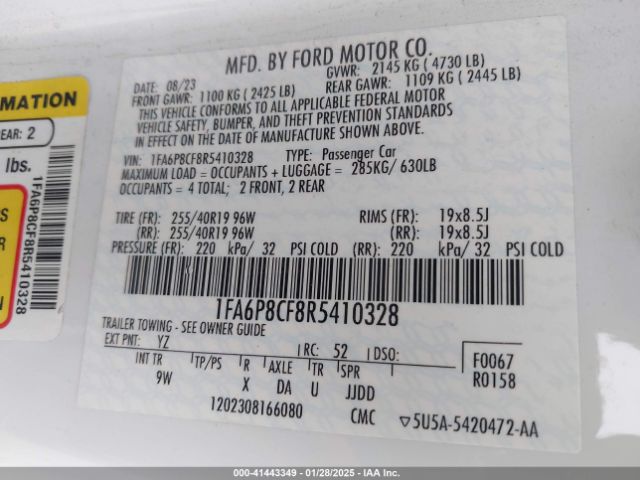 MFD. BY FORD MOTOR CO.
DATE: 08/23 GVWR: 2145 KG ( 4730 LB)
FRONT GAWR: 1100 KG ( 2425 LB) REAR GAWR: 1109 KG ( 2445 LB)
THIS VEHICLE CONFORMS TO ALL APPLICABLE FEDERAL MOTOR
VEHICLE SAFETY, BUMPER, AND THEFT PREVENTION STANDARDS
IN EFFECT ON THE DATE OF MANUFACTURE SHOWN ABOVE.
VIN: 1FA6P8CF8R5410328 TYPE: Passenger Car
MAXIMUM LOAD = OCCUPANTS + LUGGAGE = 285KG/ 630LB
OCCUPANTS = 4 TOTAL; 2 FRONT, 2 REAR
TIRE (FR): 255/40R19 96W RIMS (FR): 19x8.5J
(RR): 255/40R19 96W (RR): 19x8.5J
PRESSURE (FR): 220 kPa/ 32 PSI COLD (RR): 220 kPa/ 32 PSI COLD
1FA6P8CF8R5410328
TRAILER TOWING - SEE OWNER GUIDE
EXT PNT: YZ RC: 52 DSO:
F0067
R0158
INT TR TP/PS R AXLE TR SPR
9W X DA U JJDD
1202308166080 CMC ▽5U5A-5420472-AA
RMATION
REAR: 2
lbs.
1FA6P8CF8R5410328
000-41443349 | 01/28/2025 - IAA, Inc.